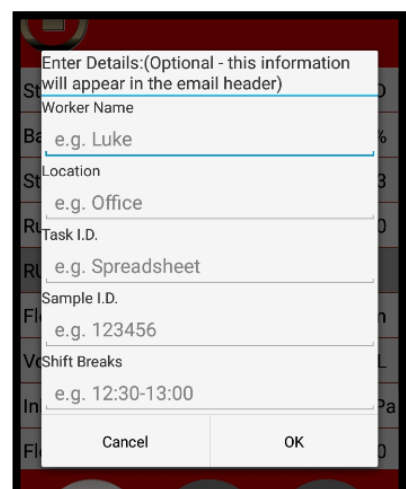 Enter Details:(Optional - this information
will appear in the email header)
Worker Name
e.g. Luke
Location
e.g. Office
Task I.D.
e.g. Spreadsheet
Sample I.D.
e.g. 123456
Shift Breaks
e.g. 12:30-13:00
Cancel OK